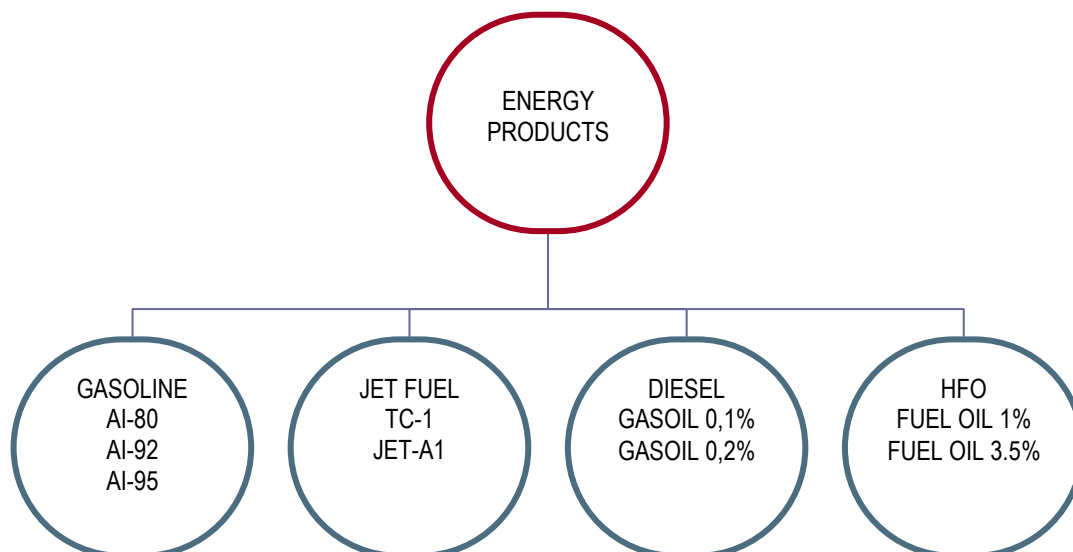 ENERGY
PRODUCTS
GASOLINE
AI-80
AI-92
AI-95
JET FUEL
TC-1
JET-A1
DIESEL
GASOIL 0,1%
GASOIL 0,2%
HFO
FUEL OIL 1%
FUEL OIL 3.5%